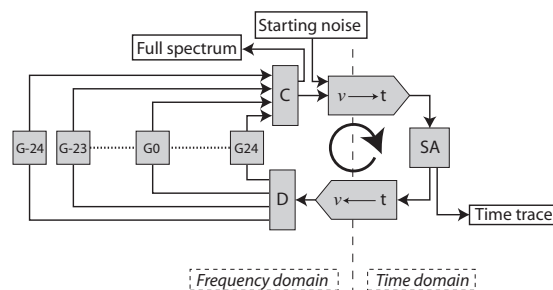 Starting noise
Full spectrum
C
ν → t
G-24
G-23
G0
G24
SA
D
ν ← t
Time trace
Frequency domain
Time domain